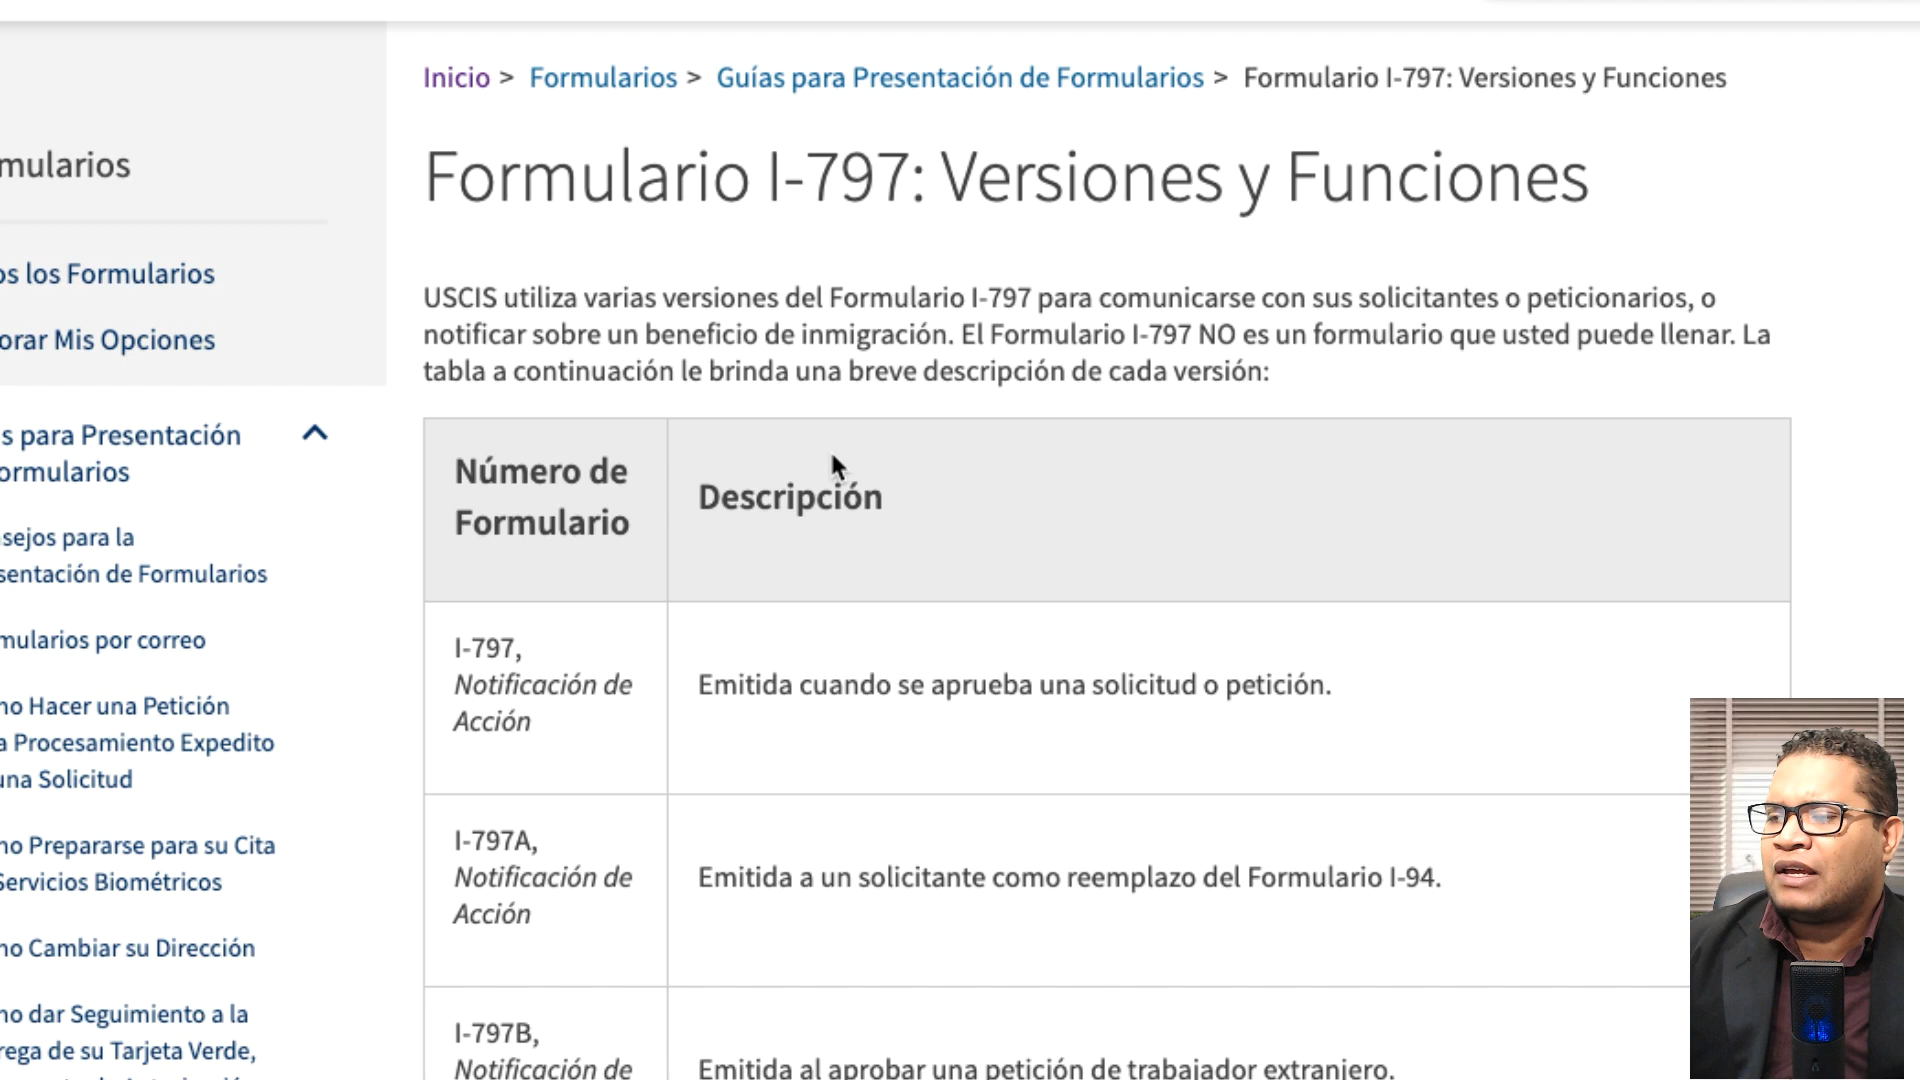 Inicio > Formularios > Guías para Presentación de Formularios > Formulario I-797: Versiones y Funciones
mularios
os los Formularios
orar Mis Opciones
s para Presentación
ormularios
sejos para la
sentación de Formularios
mularios por correo
no Hacer una Petición
a Procesamiento Expedito
una Solicitud
no Prepararse para su Cita
Servicios Biométricos
no Cambiar su Dirección
no dar Seguimiento a la
rega de su Tarjeta Verde,
Formulario I-797: Versiones y Funciones
USCIS utiliza varias versiones del Formulario I-797 para comunicarse con sus solicitantes o peticionarios, o
notificar sobre un beneficio de inmigración. El Formulario I-797 NO es un formulario que usted puede llenar. La
tabla a continuación le brinda una breve descripción de cada versión:
Número de
Formulario
Descripción
I-797,
Notificación de
Acción
Emitida cuando se aprueba una solicitud o petición.
I-797A,
Notificación de
Acción
Emitida a un solicitante como reemplazo del Formulario I-94.
I-797B,
Notificación de
Emitida al aprobar una petición de trabajador extranjero.